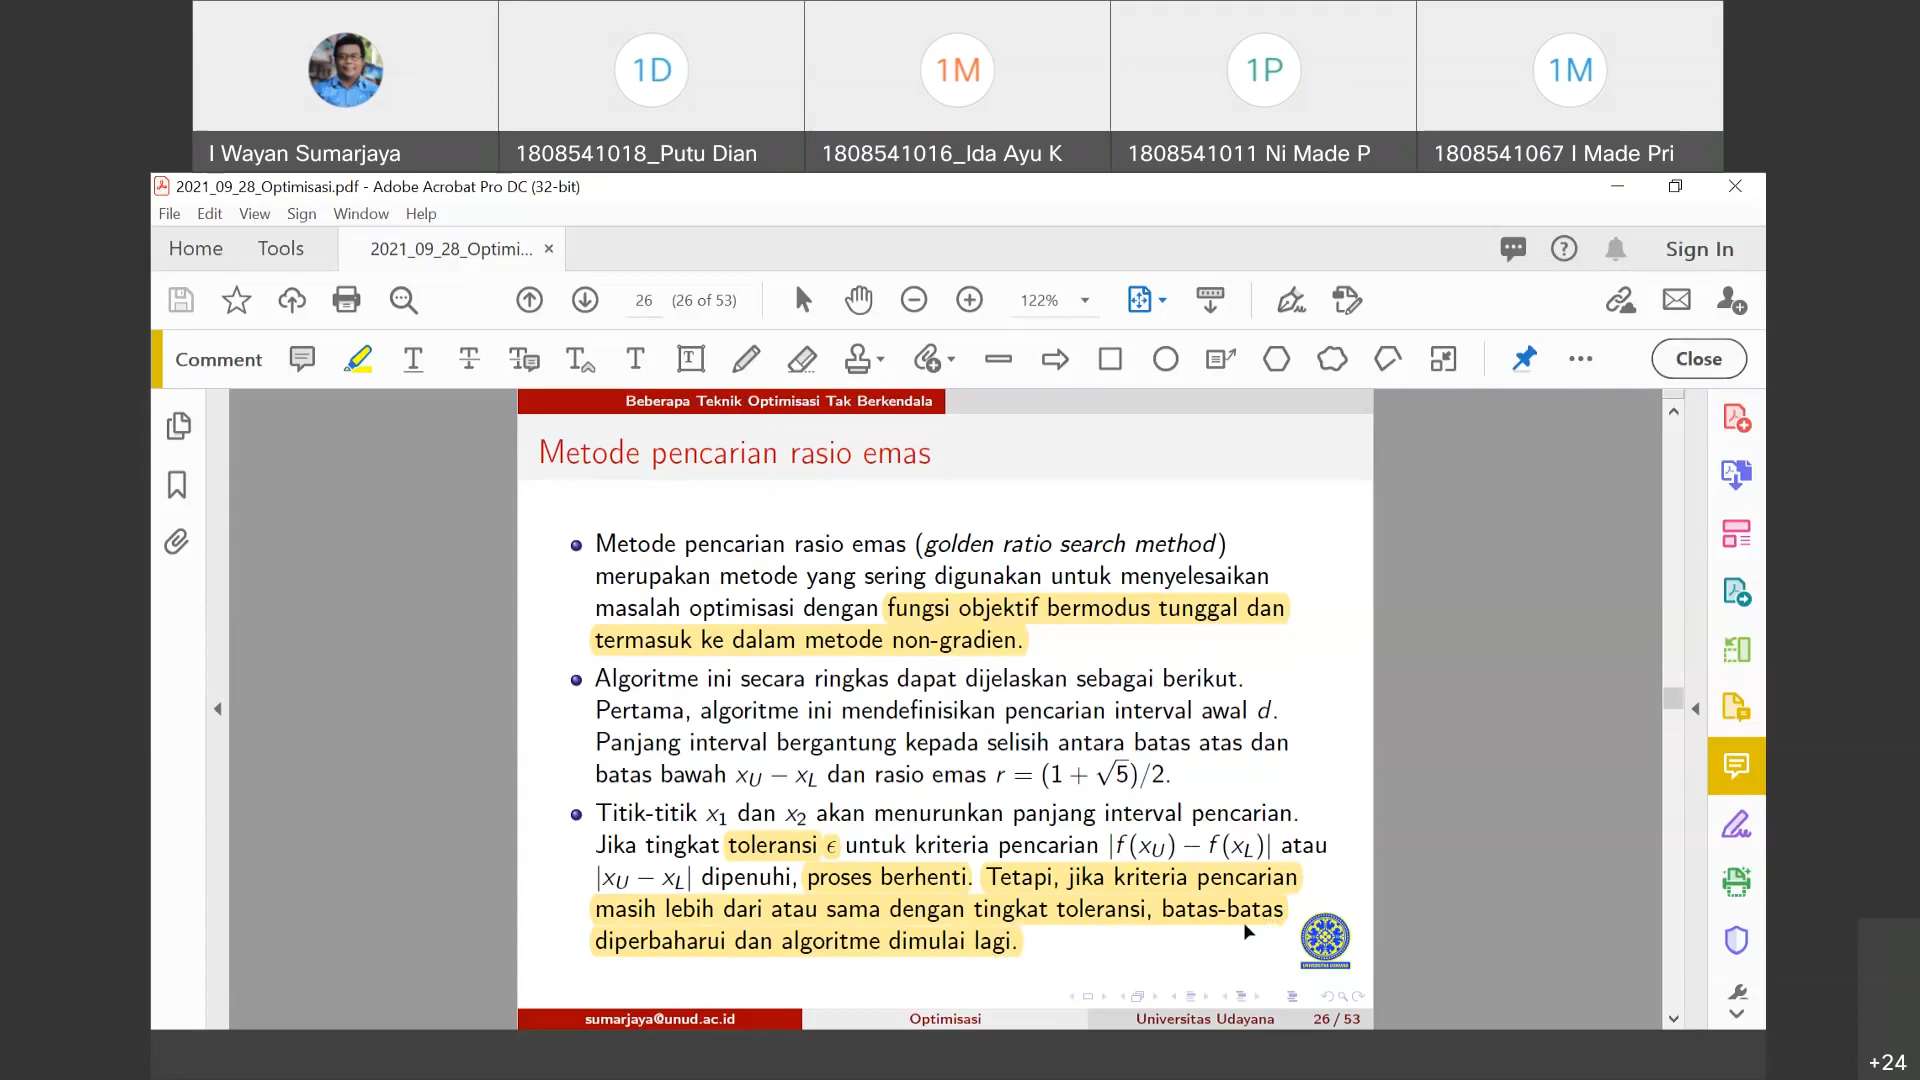 1D
1M
1P
1M
I Wayan Sumarjaya
1808541018_Putu Dian
1808541016_Ida Ayu K
1808541011 Ni Made P
1808541067 I Made Pri
2021_09_28_Optimisasi.pdf - Adobe Acrobat Pro DC (32-bit)
File Edit View Sign Window Help
Home Tools 2021_09_28_Optimi... × Sign In
26 (26 of 53) 122%
Comment Close
Beberapa Teknik Optimisasi Tak Berkendala
Metode pencarian rasio emas
Metode pencarian rasio emas (golden ratio search method)
merupakan metode yang sering digunakan untuk menyelesaikan
masalah optimisasi dengan fungsi objektif bermodus tunggal dan
termasuk ke dalam metode non-gradien.
Algoritme ini secara ringkas dapat dijelaskan sebagai berikut.
Pertama, algoritme ini mendefinisikan pencarian interval awal d.
Panjang interval bergantung kepada selisih antara batas atas dan
batas bawah x_U − x_L dan rasio emas r = (1 + √5)/2.
Titik-titik x₁ dan x₂ akan menurunkan panjang interval pencarian.
Jika tingkat toleransi ϵ untuk kriteria pencarian |f(x_U) − f(x_L)| atau
|x_U − x_L| dipenuhi, proses berhenti. Tetapi, jika kriteria pencarian
masih lebih dari atau sama dengan tingkat toleransi, batas-batas
diperbaharui dan algoritme dimulai lagi.
UNIVERSITAS UDAYANA
sumarjaya@unud.ac.id Optimisasi Universitas Udayana 26 / 53
+24